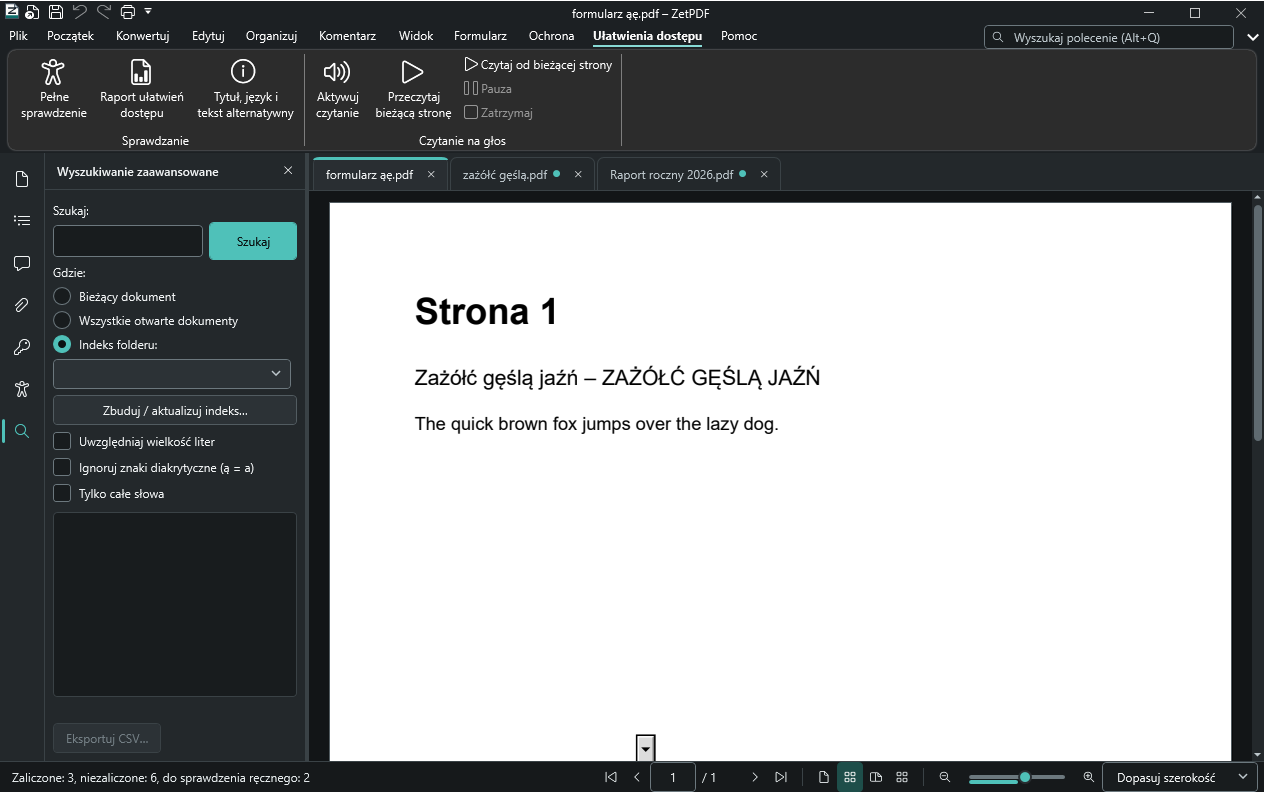 formularz ąę.pdf – ZetPDF
Plik Początek Konwertuj Edytuj Organizuj Komentarz Widok Formularz Ochrona Ułatwienia dostępu Pomoc
Wyszukaj polecenie (Alt+Q)
Pełne sprawdzenie
Raport ułatwień dostępu
Tytuł, język i tekst alternatywny
Sprawdzanie
Aktywuj czytanie
Przeczytaj bieżącą stronę
Czytaj od bieżącej strony
Pauza
Zatrzymaj
Czytanie na głos
Wyszukiwanie zaawansowane
Szukaj:
Szukaj
Gdzie:
Bieżący dokument
Wszystkie otwarte dokumenty
Indeks folderu:
Zbuduj / aktualizuj indeks...
Uwzględniaj wielkość liter
Ignoruj znaki diakrytyczne (ą = a)
Tylko całe słowa
Eksportuj CSV...
formularz ąę.pdf
zażółć gęślą.pdf
Raport roczny 2026.pdf
Strona 1
Zażółć gęślą jaźń – ZAŻÓŁĆ GĘŚLĄ JAŹŃ
The quick brown fox jumps over the lazy dog.
Zaliczone: 3, niezaliczone: 6, do sprawdzenia ręcznego: 2
1 / 1
Dopasuj szerokość